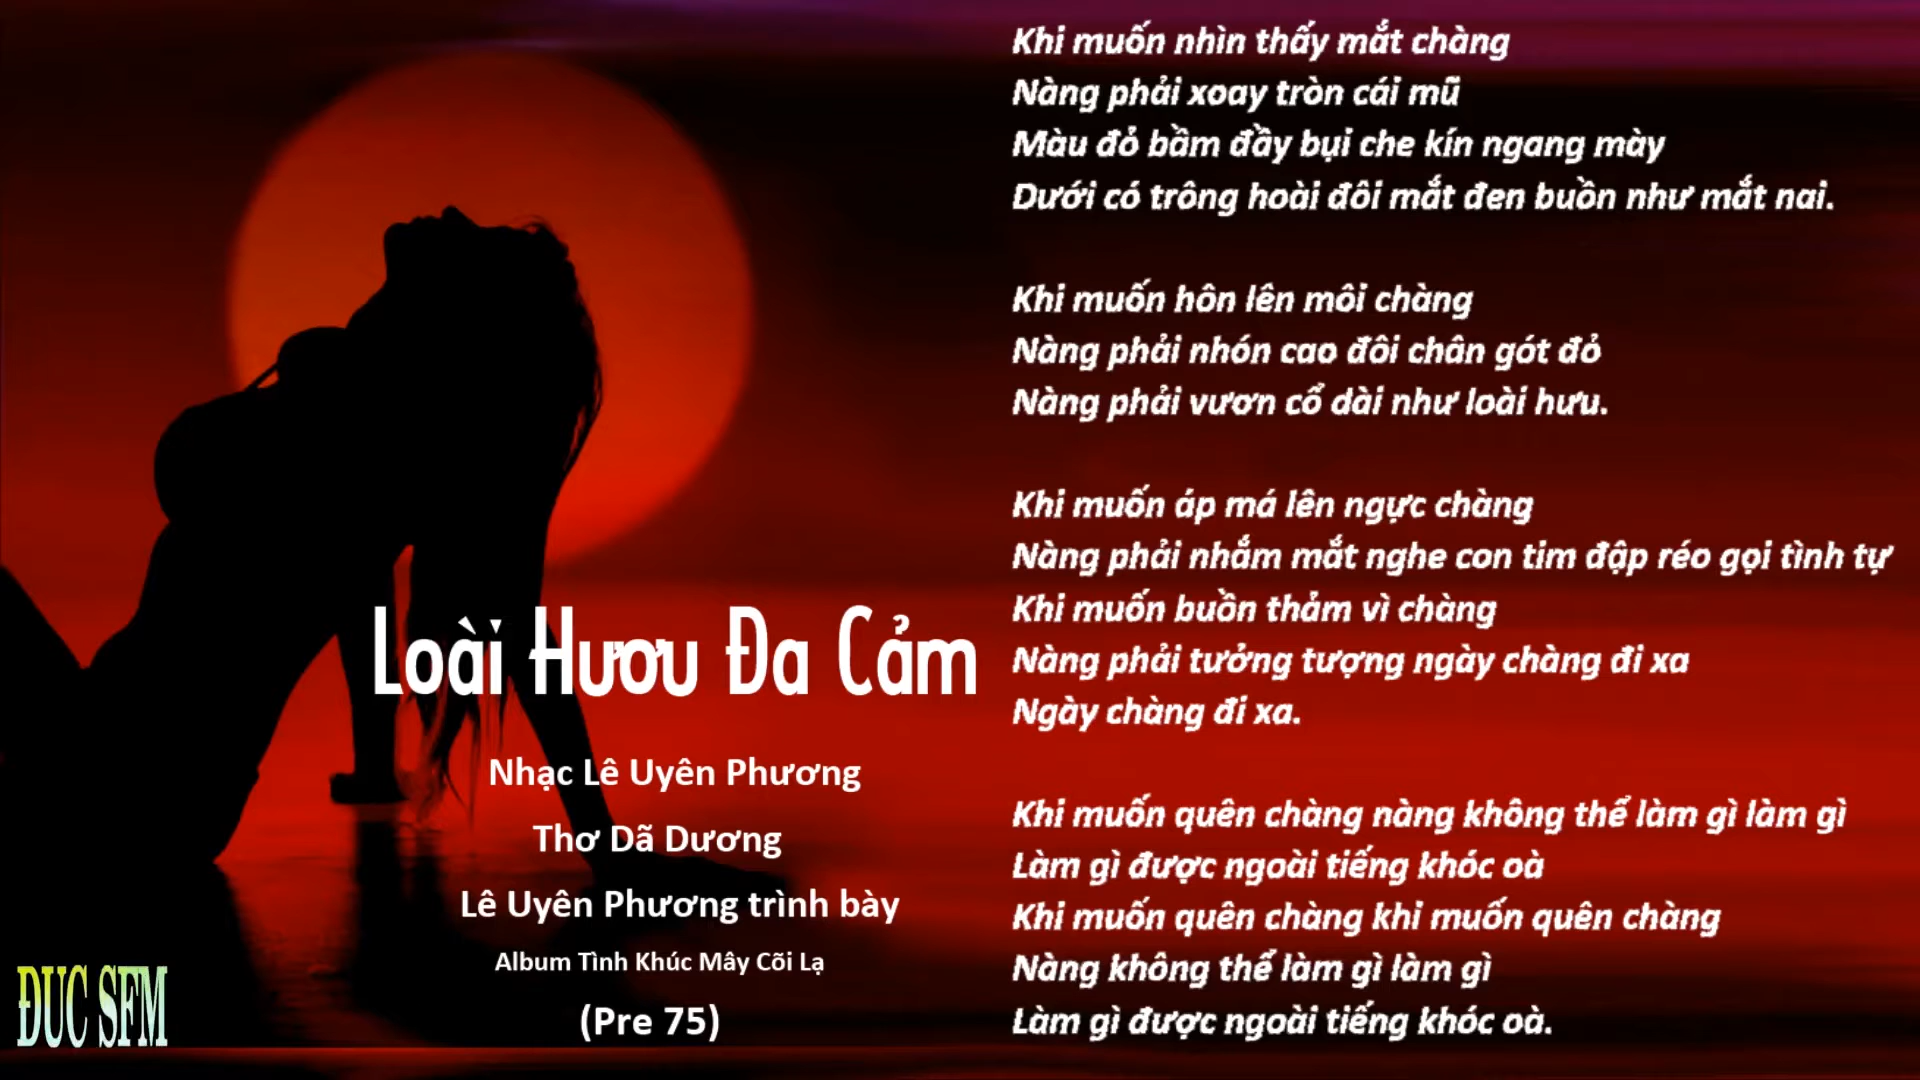 Khi muốn nhìn thấy mắt chàng
Nàng phải xoay tròn cái mũ
Màu đỏ bầm đầy bụi che kín ngang mày
Dưới có trông hoài đôi mắt đen buồn như mắt nai.
Khi muốn hôn lên môi chàng
Nàng phải nhón cao đôi chân gót đỏ
Nàng phải vươn cổ dài như loài hưu.
Khi muốn áp má lên ngực chàng
Nàng phải nhắm mắt nghe con tim đập réo gọi tình tự
Khi muốn buồn thảm vì chàng
Nàng phải tưởng tượng ngày chàng đi xa
Ngày chàng đi xa.
Khi muốn quên chàng nàng không thể làm gì làm gì
Làm gì được ngoài tiếng khóc oà
Khi muốn quên chàng khi muốn quên chàng
Nàng không thể làm gì làm gì
Làm gì được ngoài tiếng khóc oà.
Loài Hươu Đa Cảm
Nhạc Lê Uyên Phương
Thơ Dã Dương
Lê Uyên Phương trình bày
Album Tình Khúc Mây Cõi Lạ
(Pre 75)
ĐUC SFM